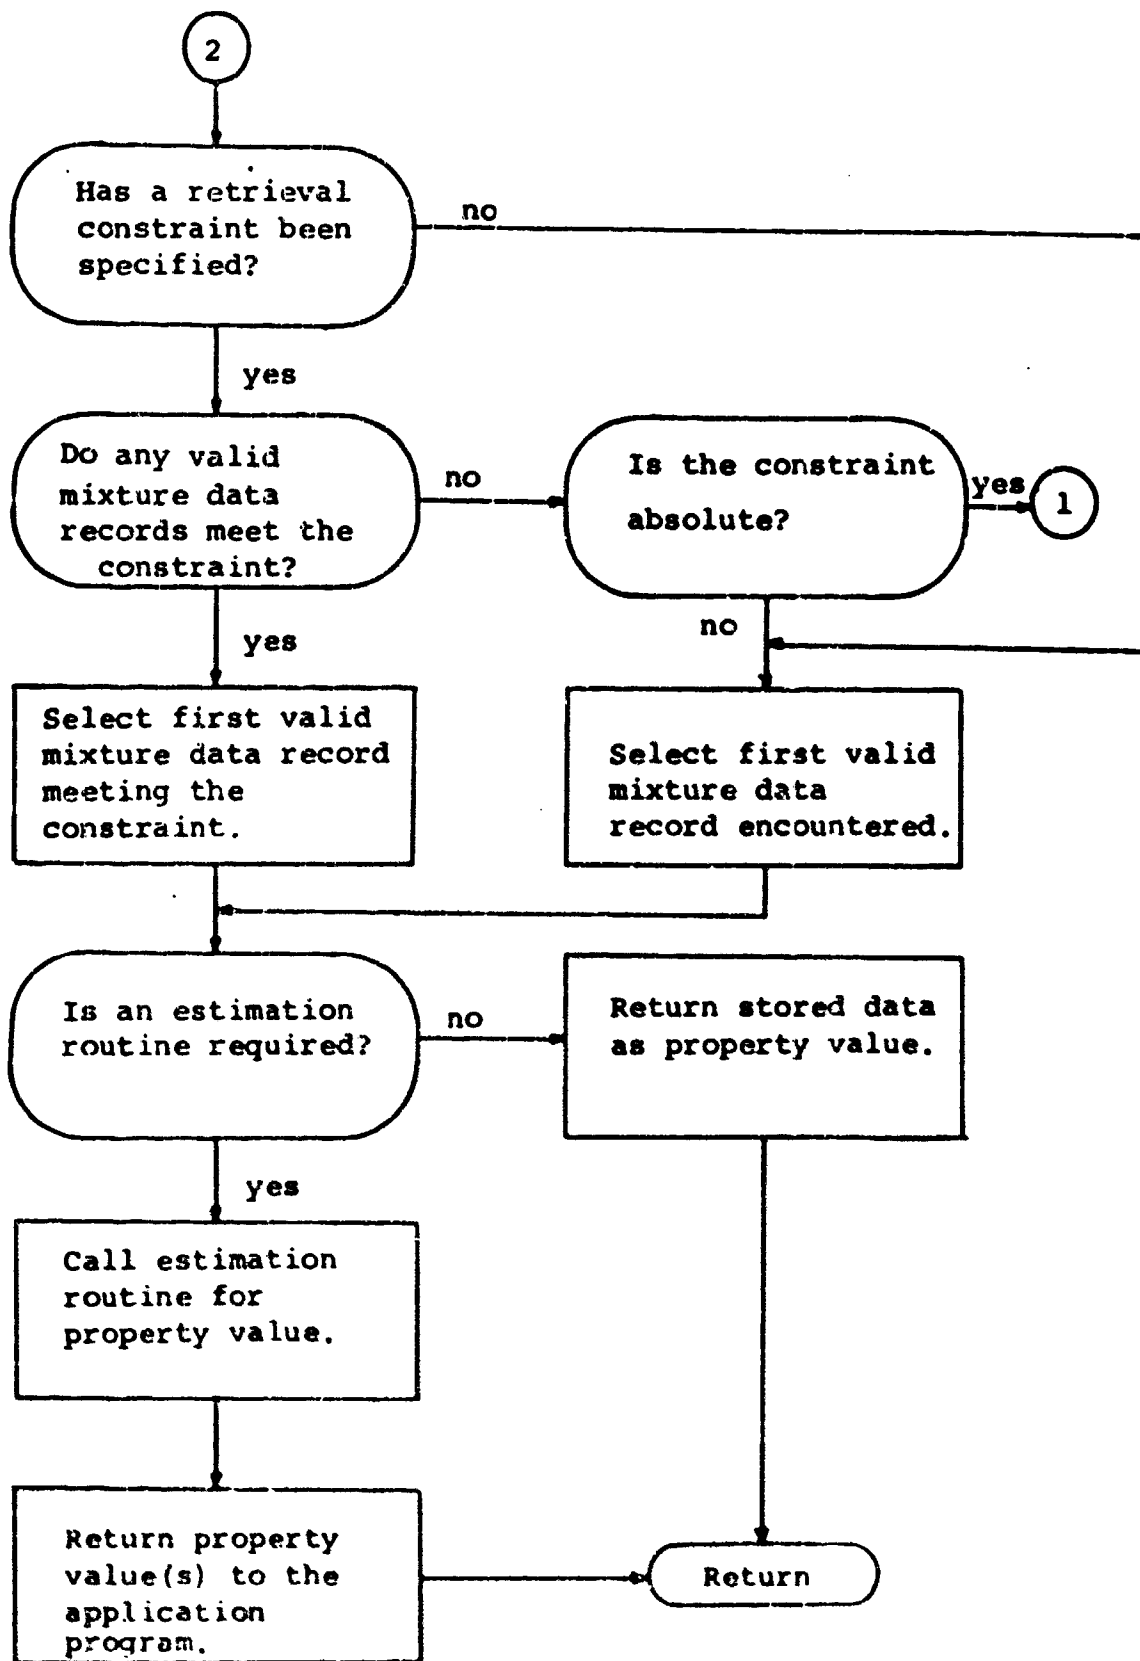 2
Has a retrieval
constraint been
specified?
no
yes
Do any valid
mixture data
records meet the
constraint?
no
Is the constraint
absolute?
yes
1
yes
no
Select first valid
mixture data record
meeting the
constraint.
Select first valid
mixture data
record encountered.
Is an estimation
routine required?
no
Return stored data
as property value.
yes
Call estimation
routine for
property value.
Return property
value(s) to the
application
program.
Return